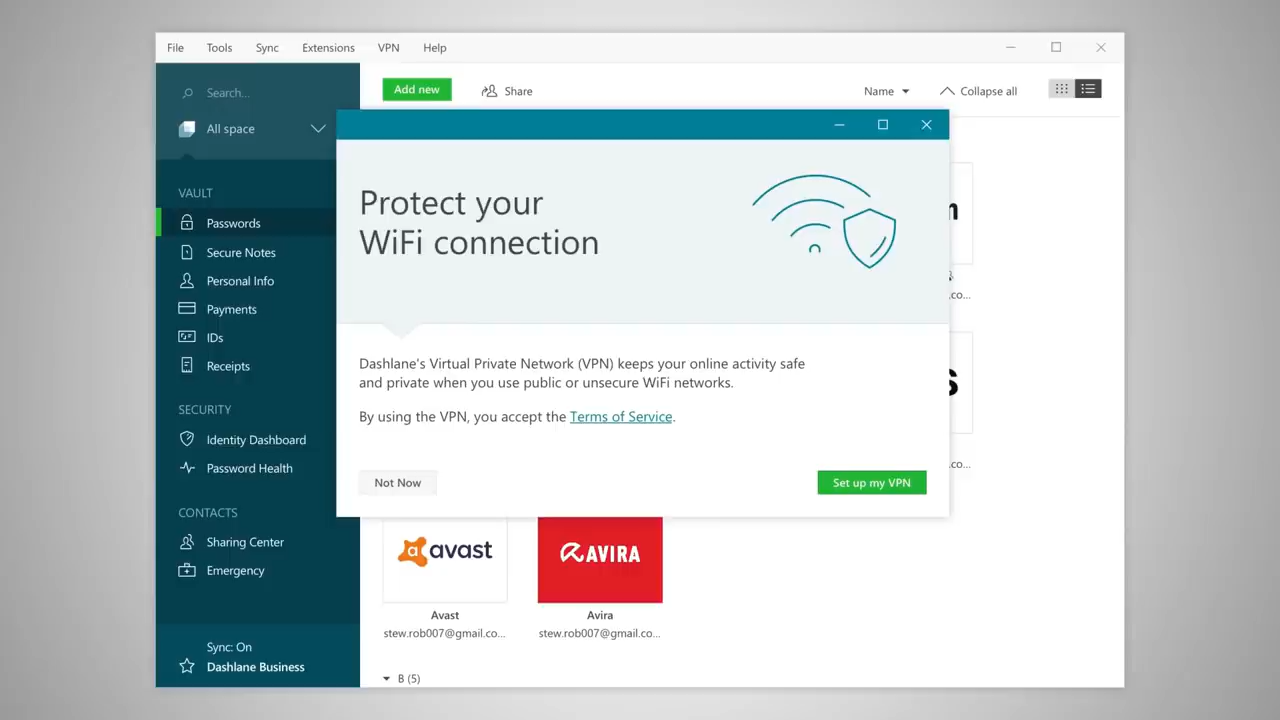 File Tools Sync Extensions VPN Help
Search...
All space
VAULT
Passwords
Secure Notes
Personal Info
Payments
IDs
Receipts
SECURITY
Identity Dashboard
Password Health
CONTACTS
Sharing Center
Emergency
Sync: On
Dashlane Business
Add new Share Name Collapse all
Protect your
WiFi connection
Dashlane's Virtual Private Network (VPN) keeps your online activity safe
and private when you use public or unsecure WiFi networks.
By using the VPN, you accept the Terms of Service.
Not Now Set up my VPN
.co...
.co...
avast AVIRA
Avast Avira
stew.rob007@gmail.co... stew.rob007@gmail.co...
B (5)